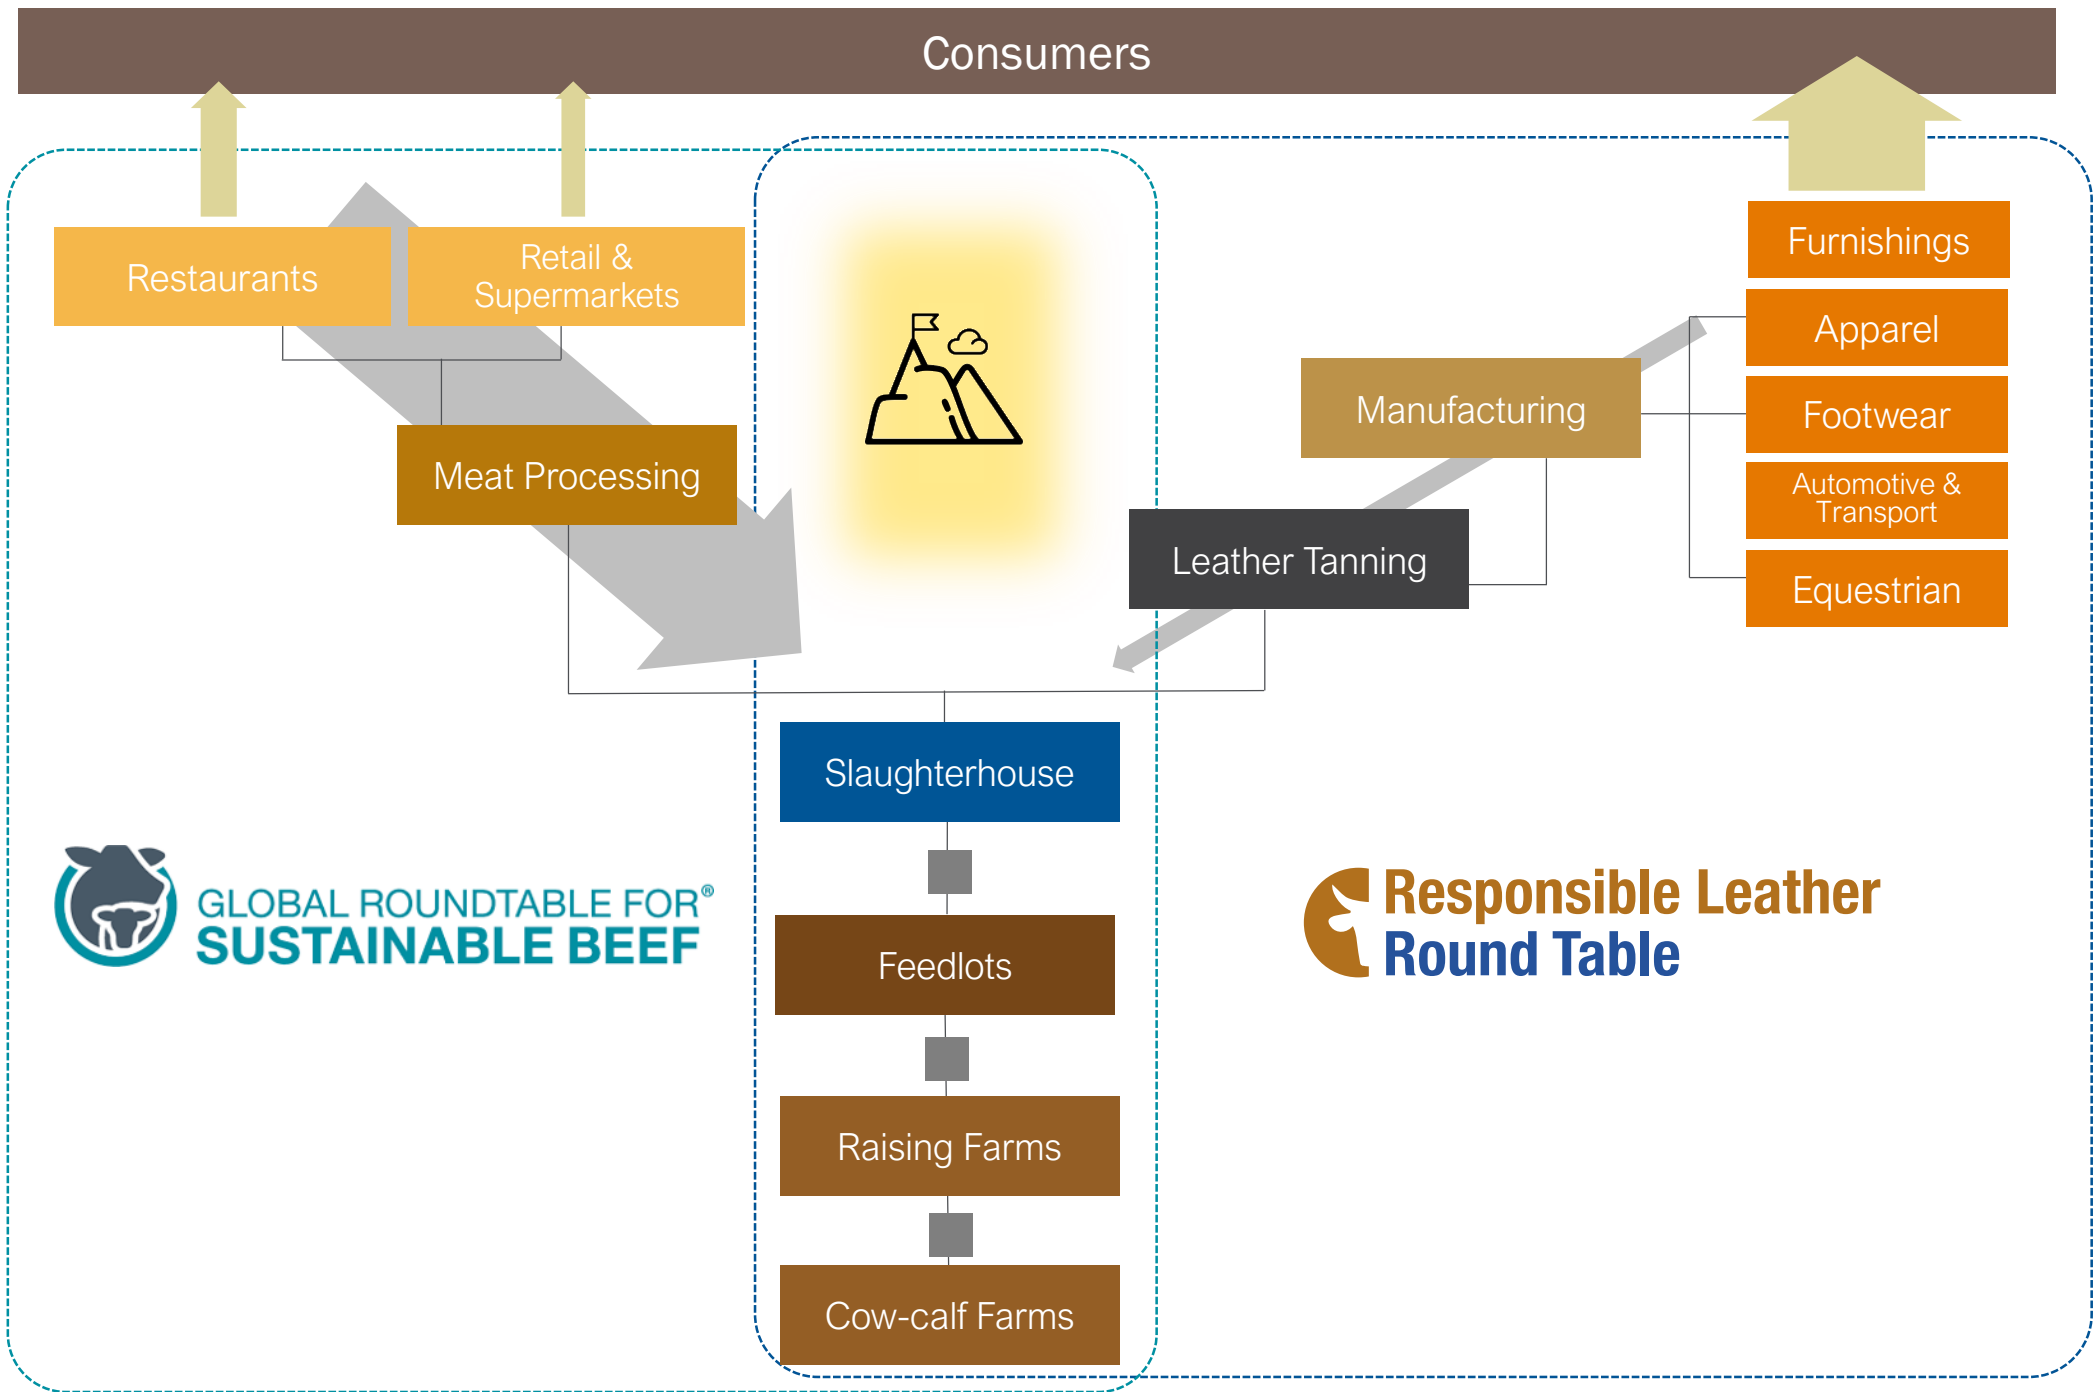 Consumers
Restaurants
Retail &
Supermarkets
Meat Processing
Furnishings
Apparel
Manufacturing
Footwear
Automotive &
Transport
Leather Tanning
Equestrian
Slaughterhouse
GLOBAL ROUNDTABLE FOR®
SUSTAINABLE BEEF
Responsible Leather
Round Table
Feedlots
Raising Farms
Cow-calf Farms